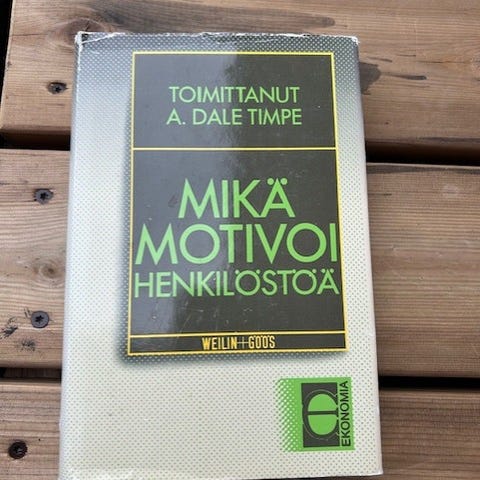 TOIMITTANUT
A. DALE TIMPE
MIKÄ
MOTIVOI
HENKILÖSTÖÄ
WEILIN+GÖÖS
EKONOMIA